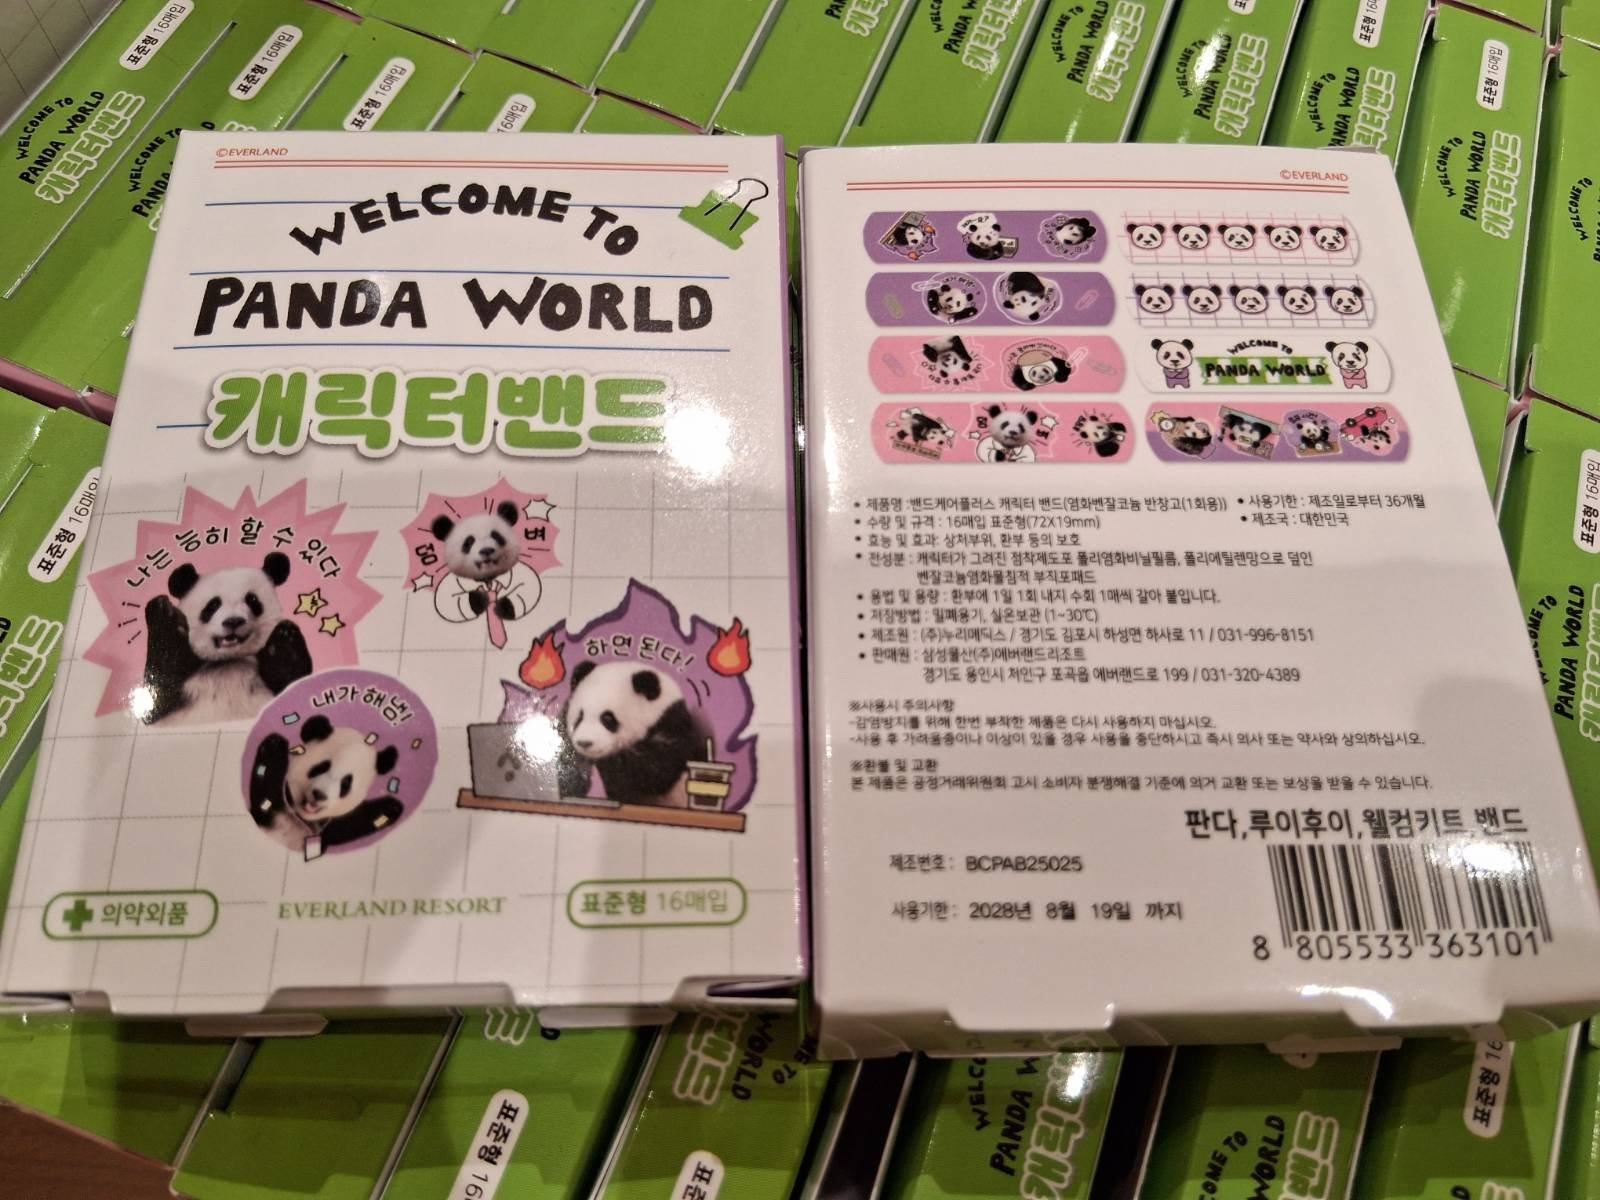 ©EVERLAND
WELCOME TO
PANDA WORLD
캐릭터밴드
나는 능히 할 수 있다
덤 벼
내가 해냄!
하면 된다!
의약외품
EVERLAND RESORT
표준형 16매입
©EVERLAND
WELCOME TO
PANDA WORLD
• 제품명 : 밴드케어플러스 캐릭터 밴드(염화벤잘코늄 반창고(1회용)) • 사용기한 : 제조일로부터 36개월
• 수량 및 규격 : 16매입 표준형(72X19mm) • 제조국 : 대한민국
• 효능 및 효과: 상처부위, 환부 등의 보호
• 전성분 : 캐릭터가 그려진 점착제도포 폴리염화비닐필름, 폴리에틸렌망으로 덮인
벤잘코늄염화물침적 부직포패드
• 용법 및 용량 : 환부에 1일 1회 내지 수회 1매씩 갈아 붙입니다.
• 저장방법 : 밀폐용기, 실온보관 (1~30℃)
• 제조원 : (주)누리메딕스 / 경기도 김포시 하성면 하사로 11 / 031-996-8151
• 판매원 : 삼성물산(주)에버랜드리조트
경기도 용인시 처인구 포곡읍 에버랜드로 199 / 031-320-4389
※사용시 주의사항
-감염방지를 위해 한번 부착한 제품은 다시 사용하지 마십시오.
-사용 후 가려움증이나 이상이 있을 경우 사용을 중단하시고 즉시 의사 또는 약사와 상의하십시오.
※환불 및 교환
본 제품은 공정거래위원회 고시 소비자 분쟁해결 기준에 의거 교환 또는 보상을 받을 수 있습니다.
판다,루이후이,웰컴키트,밴드
제조번호 : BCPAB25025
사용기한 : 2028년 8월 19일 까지
8 805533 363101